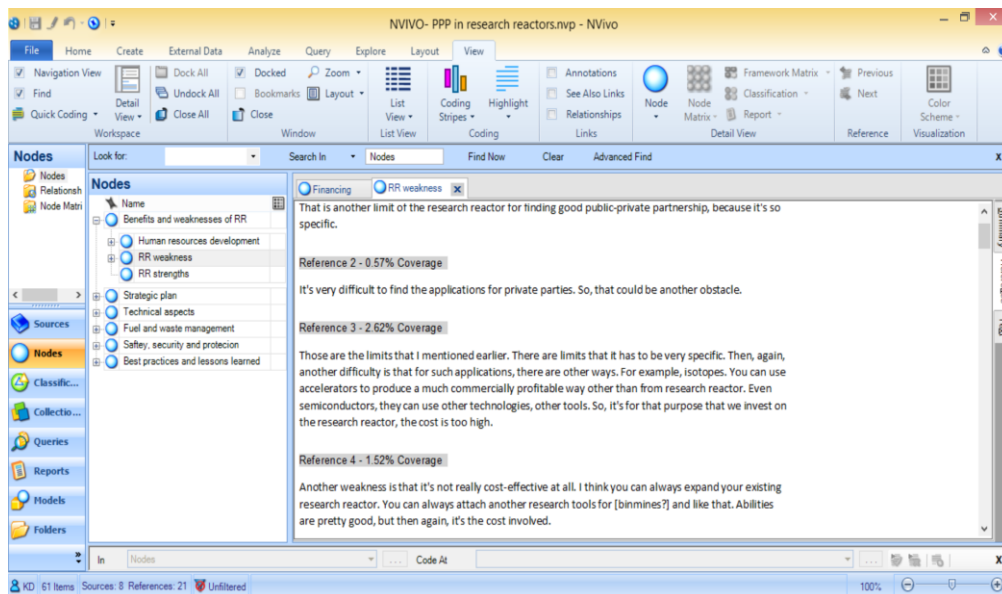 NVIVO- PPP in research reactors.nvp - NVivo
File Home Create External Data Analyze Query Explore Layout View
Navigation View
Find
Quick Coding
Detail View
Workspace
Dock All
Undock All
Close All
Docked
Bookmarks
Close
Zoom
Layout
Window
List View
List View
Coding Stripes
Highlight
Coding
Annotations
See Also Links
Relationships
Links
Node
Node Matrix
Framework Matrix
Classification
Report
Detail View
Previous
Next
Reference
Color Scheme
Visualization
Nodes
Look for: Search In Nodes Find Now Clear Advanced Find x
Nodes
Relationsh
Node Matri
Sources
Nodes
Classific...
Collectio...
Queries
Reports
Models
Folders
Nodes
Name
Benefits and weaknesses of RR
Human resources development
RR weakness
RR strengths
Strategic plan
Technical aspects
Fuel and waste management
Saftey, security and protecion
Best practices and lessons learned
Financing RR weakness x
That is another limit of the research reactor for finding good public-private partnership, because it's so
specific.
Reference 2 - 0.57% Coverage
It's very difficult to find the applications for private parties. So, that could be another obstacle.
Reference 3 - 2.62% Coverage
Those are the limits that I mentioned earlier. There are limits that it has to be very specific. Then, again,
another difficulty is that for such applications, there are other ways. For example, isotopes. You can use
accelerators to produce a much commercially profitable way other than from research reactor. Even
semiconductors, they can use other technologies, other tools. So, it's for that purpose that we invest on
the research reactor, the cost is too high.
Reference 4 - 1.52% Coverage
Another weakness is that it's not really cost-effective at all. I think you can always expand your existing
research reactor. You can always attach another research tools for [binmines?] and like that. Abilities
are pretty good, but then again, it's the cost involved.
In Nodes ... Code At ... x
KD 61 Items Sources: 8 References: 21 Unfiltered 100%